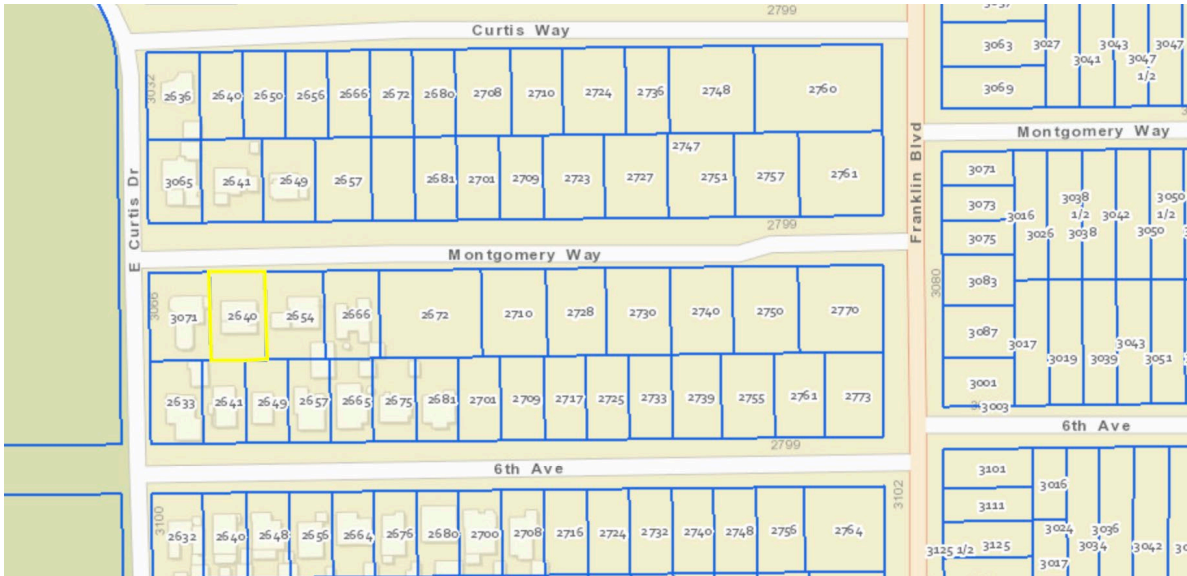 2799
Curtis Way
3032
2636 2640 2650 2656 2666 2672 2680 2708 2710 2724 2736 2748 2760
3063 3027 3041 3043 3047 1/2 3047
3069
Franklin Blvd
Montgomery Way
E Curtis Dr
3065 2641 2649 2657 2681 2701 2709 2723 2727 2747 2751 2757 2761
2799
3071
3073
3075
3083
3087
3001
3003
3016 3026 3038 1/2 3038 3042 3050 1/2 3050
3080
3017 3019 3039 3043 3051
Montgomery Way
3066
3071 2640 2654 2666 2672 2710 2728 2730 2740 2750 2770
2633 2641 2649 2657 2665 2675 2681 2701 2709 2717 2725 2733 2739 2755 2761 2773
2799
6th Ave
6th Ave
3100
2632 2640 2648 2656 2664 2676 2680 2700 2708 2716 2724 2732 2740 2748 2756 2764
3102
3101
3111
3125 1/2 3125
3016
3024
3017
3036
3034 3042